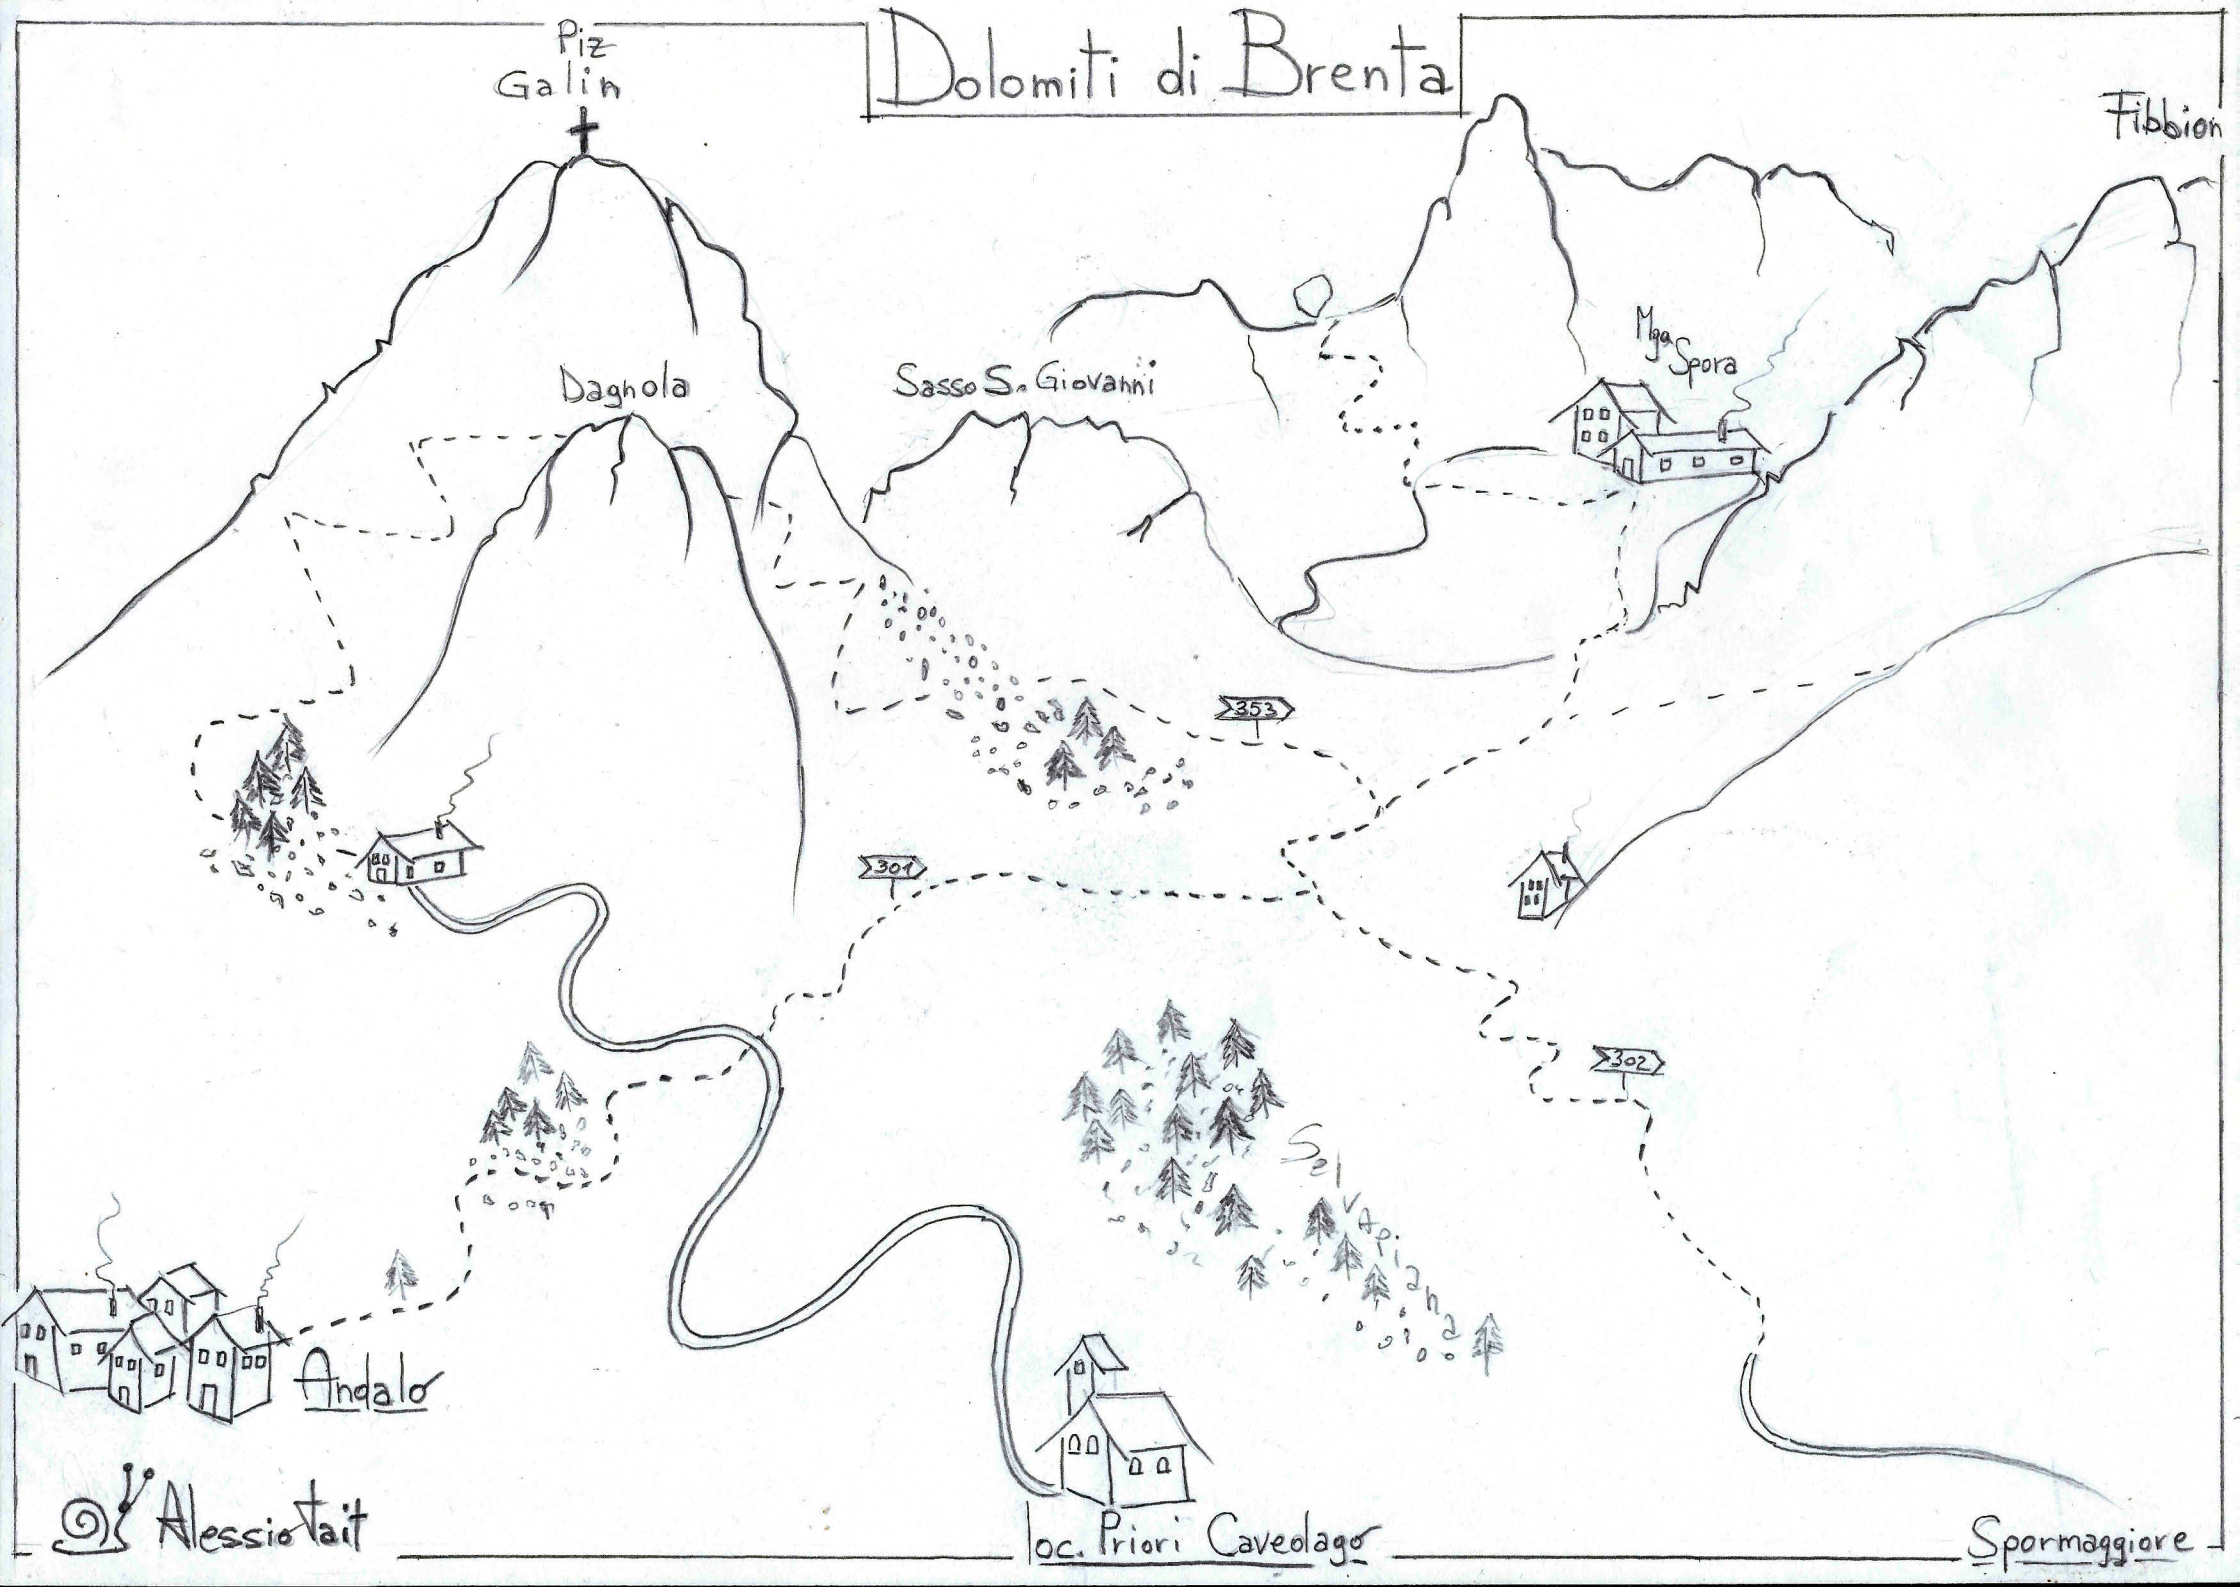 Piz
Galin
Dolomiti di Brenta
Fibbion
Mga
Spora
Dagnola
Sasso S. Giovanni
353
301
302
Selvapiana
Andalo
Alessio Tait
loc. Priori Caveolago
Spormaggiore